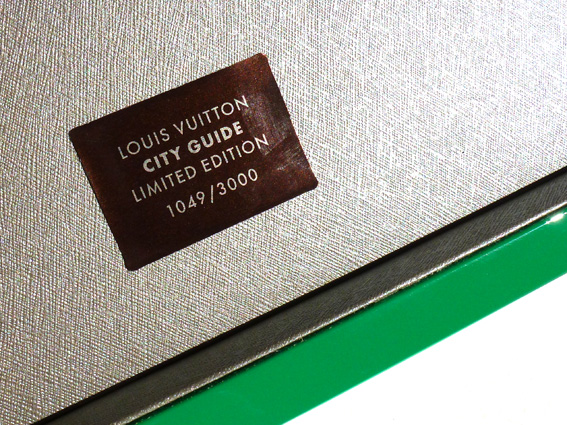 LOUIS VUITTON
CITY GUIDE
LIMITED EDITION
1049/3000